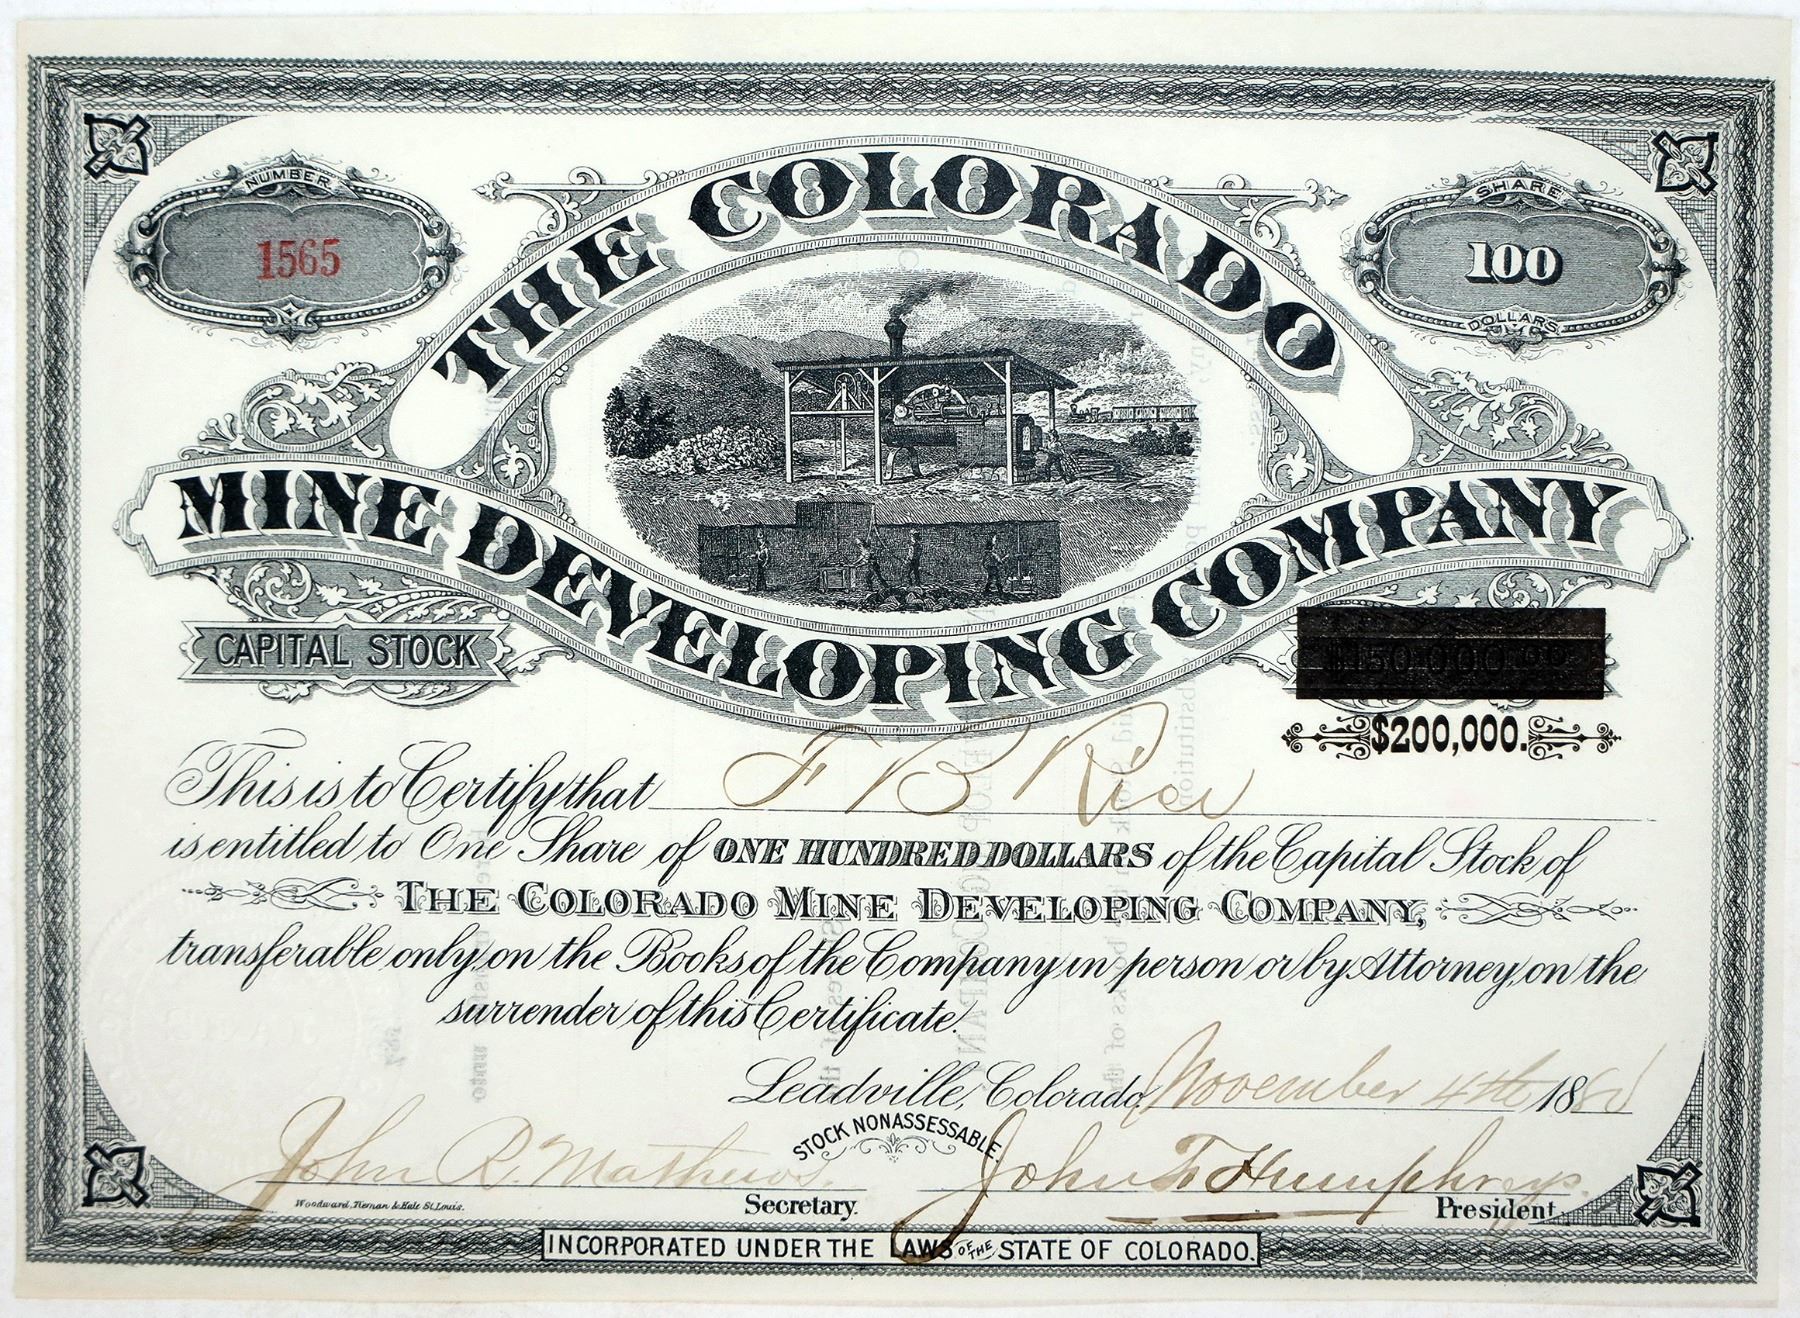 NUMBER
1565
SHARE
100
DOLLARS
THE COLORADO
MINE DEVELOPING COMPANY
CAPITAL STOCK
$200,000.
This is to Certify that F B Rice
is entitled to One Share of ONE HUNDRED DOLLARS of the Capital Stock of
THE COLORADO MINE DEVELOPING COMPANY,
transferable only on the Books of the Company in person or by Attorney, on the
surrender of this Certificate.
Leadville, Colorado, November 4th 18
STOCK NONASSESSABLE
John R. Mathews. Secretary.
John F Humphreys. President.
Woodward, Tiernan & Hale St. Louis.
INCORPORATED UNDER THE LAWS OF THE STATE OF COLORADO.